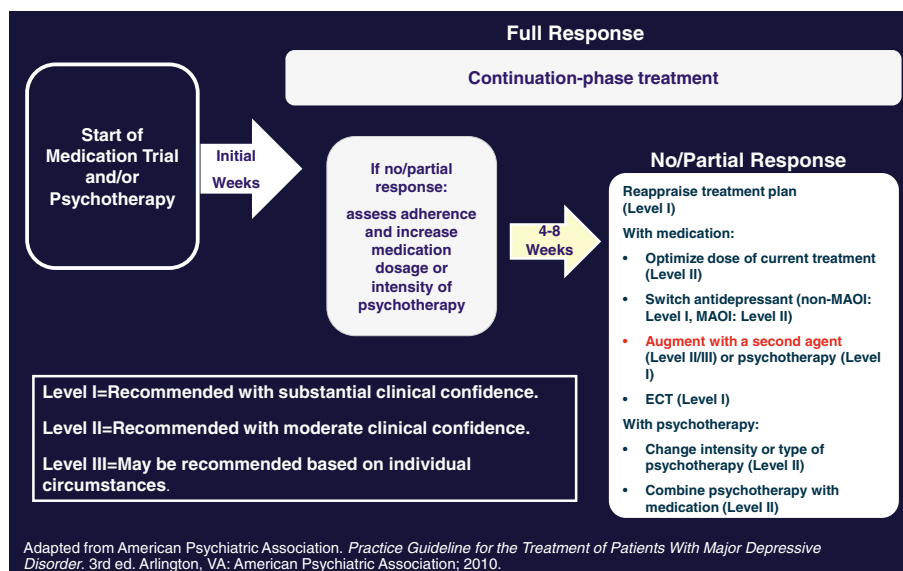 Full Response
Continuation-phase treatment
Start of
Medication Trial
and/or
Psychotherapy
Initial
Weeks
If no/partial
response:
assess adherence
and increase
medication
dosage or
intensity of
psychotherapy
4-8
Weeks
No/Partial Response
Reappraise treatment plan
(Level I)
With medication:
• Optimize dose of current treatment
(Level II)
• Switch antidepressant (non-MAOI:
Level I, MAOI: Level II)
• Augment with a second agent
(Level II/III) or psychotherapy (Level
I)
• ECT (Level I)
With psychotherapy:
• Change intensity or type of
psychotherapy (Level II)
• Combine psychotherapy with
medication (Level II)
Level I=Recommended with substantial clinical confidence.
Level II=Recommended with moderate clinical confidence.
Level III=May be recommended based on individual
circumstances.
Adapted from American Psychiatric Association. Practice Guideline for the Treatment of Patients With Major Depressive
Disorder. 3rd ed. Arlington, VA: American Psychiatric Association; 2010.